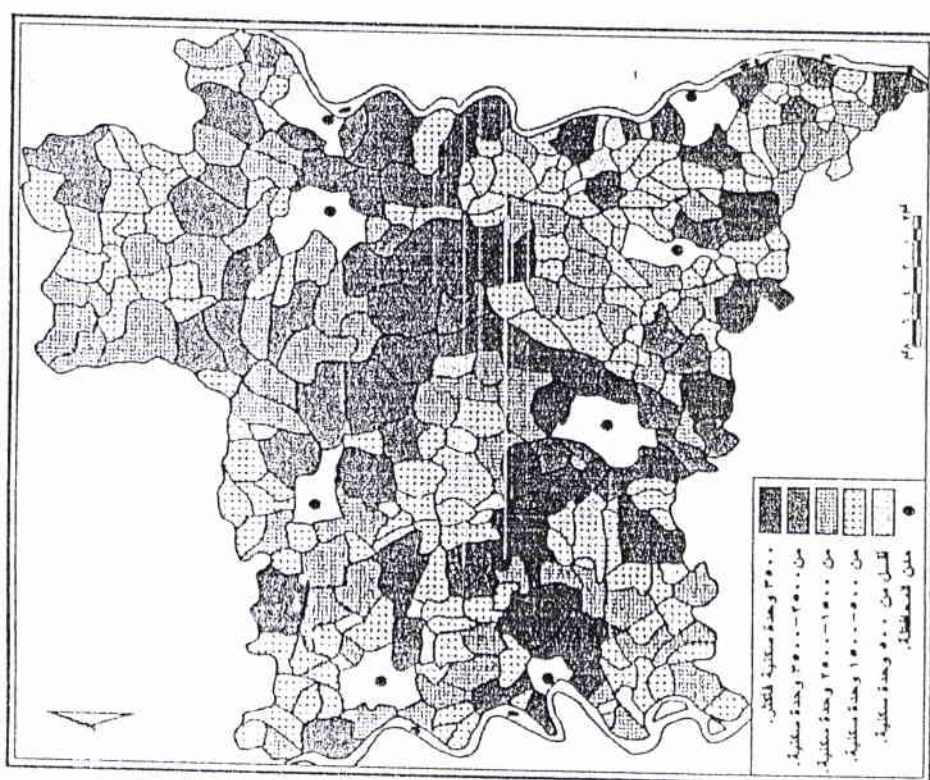 مدن المحافظة.
أقل من ٥٠٠ وحدة سكنية.
من ٥٠٠-١٥٠٠ وحدة سكنية.
من ١٥٠٠-٢٥٠٠ وحدة سكنية.
من ٢٥٠٠-٣٥٠٠ وحدة سكنية.
٣٥٠٠ وحدة سكنية فأكثر.